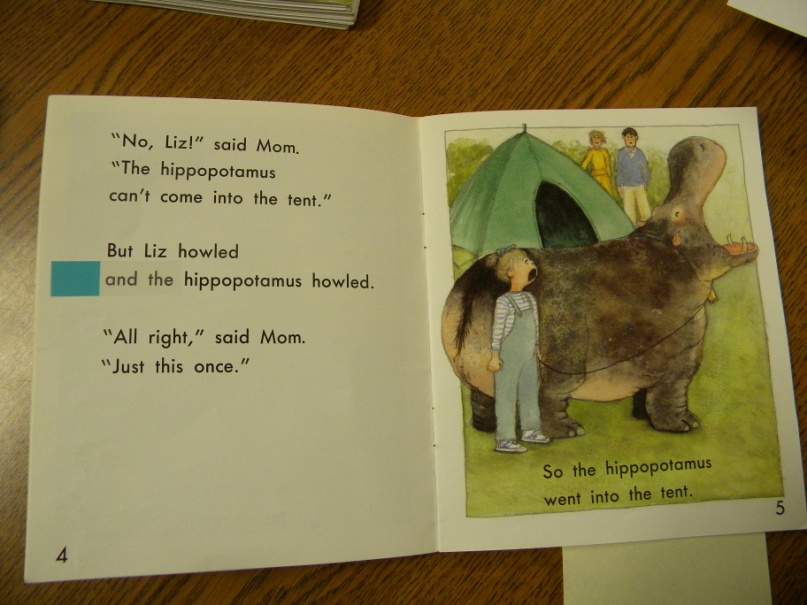 “No, Liz!” said Mom.
“The hippopotamus
can’t come into the tent.”
But Liz howled
and the hippopotamus howled.
“All right,” said Mom.
“Just this once.”
4
So the hippopotamus
went into the tent.
5